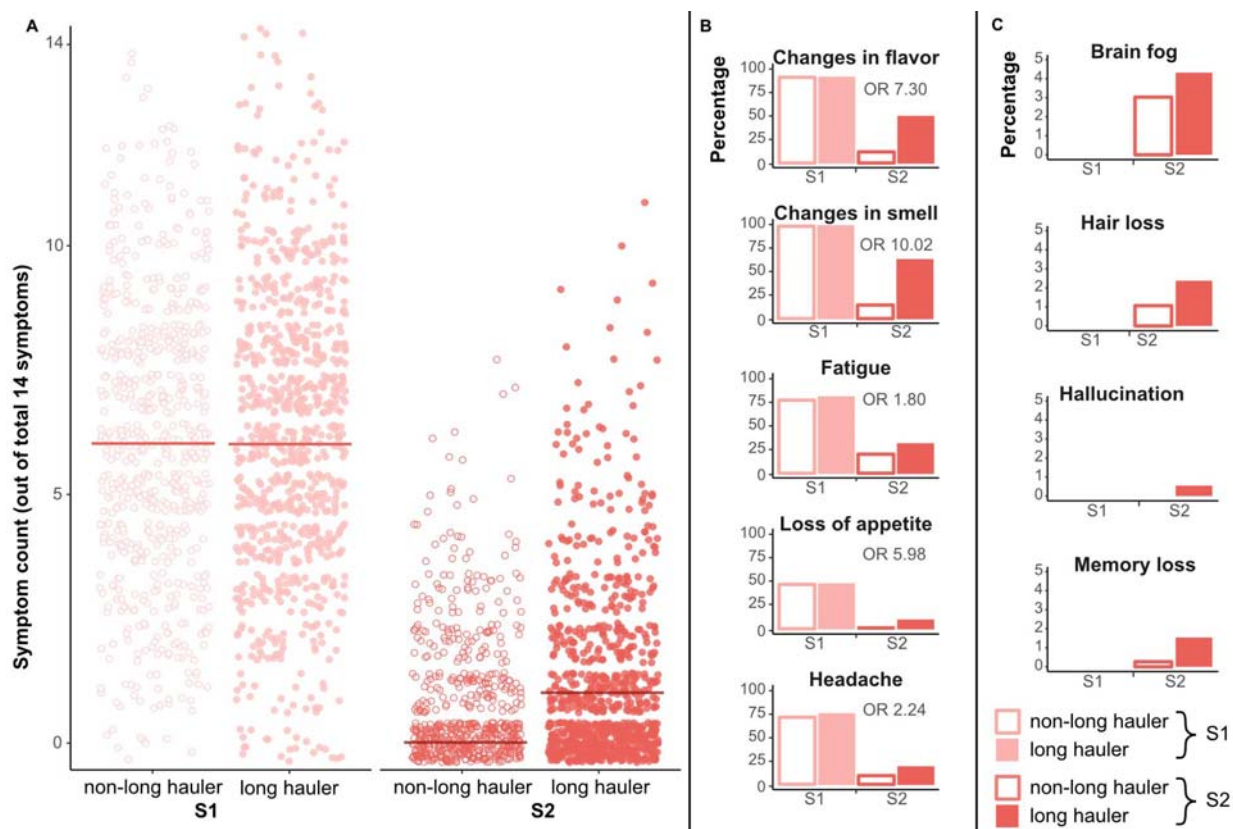 A
Symptom count (out of total 14 symptoms)
14
10
5
0
non-long hauler
long hauler
S1
non-long hauler
long hauler
S2
B
Percentage
Changes in flavor
100
75
50
25
0
OR 7.30
S1
S2
Changes in smell
100
75
50
25
0
OR 10.02
S1
S2
Fatigue
100
75
50
25
0
OR 1.80
S1
S2
Loss of appetite
100
75
50
25
0
OR 5.98
S1
S2
Headache
100
75
50
25
0
OR 2.24
S1
S2
C
Percentage
Brain fog
5
4
3
2
1
0
S1
S2
Hair loss
5
4
3
2
1
0
S1
S2
Hallucination
5
4
3
2
1
0
S1
S2
Memory loss
5
4
3
2
1
0
S1
S2
non-long hauler
long hauler
S1
non-long hauler
long hauler
S2